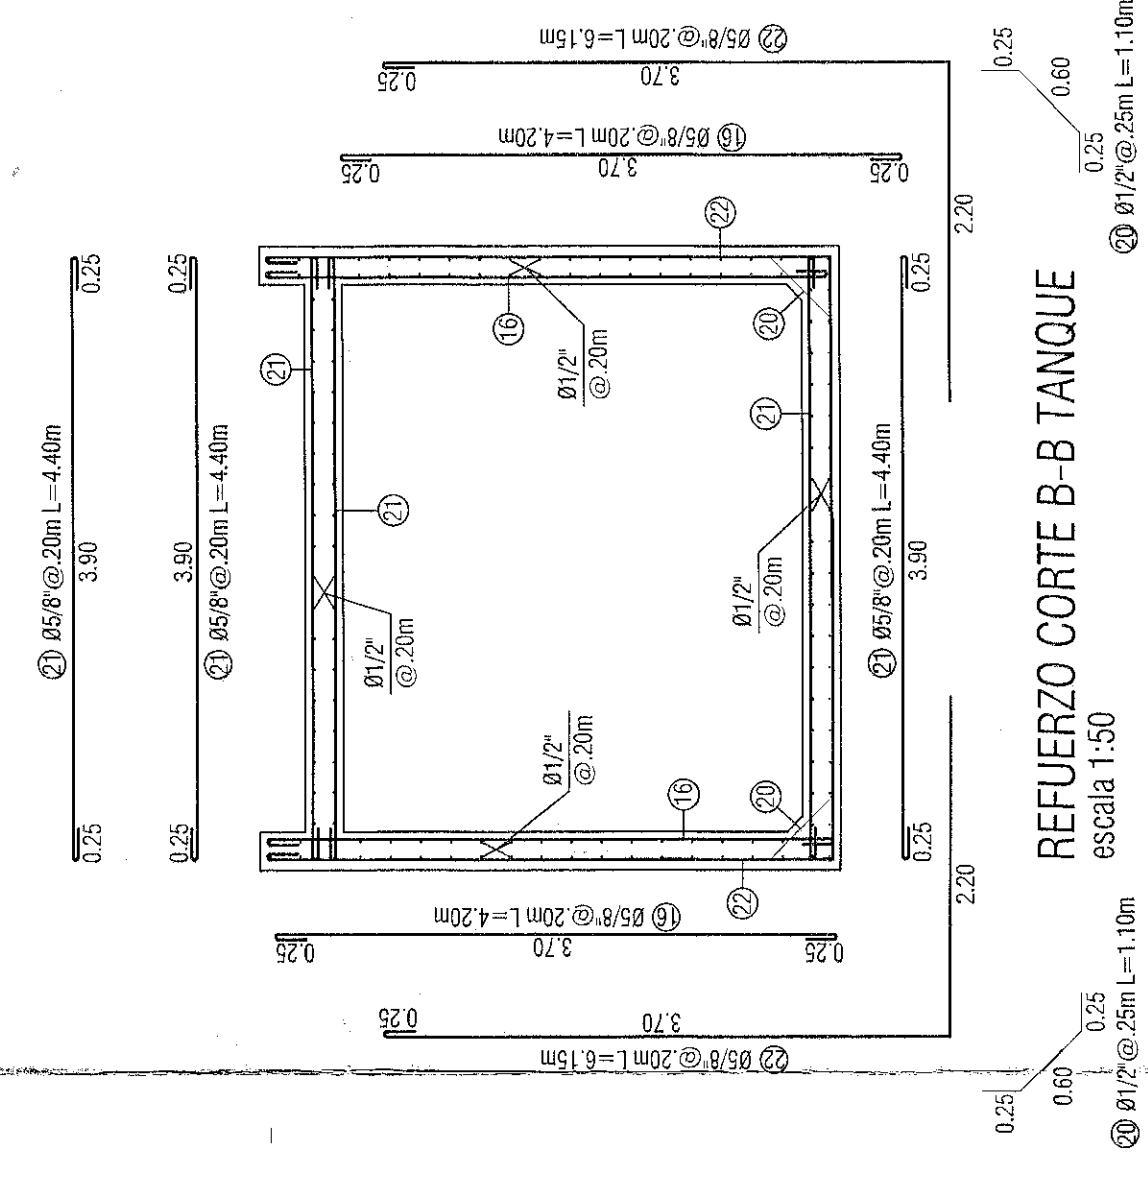 22 Ø5/8"@.20m L=6.15m
0.25
3.70
16 Ø5/8"@.20m L=4.20m
0.25
3.70
0.25
2.20
0.25
0.60
0.25
20 Ø1/2"@.25m L=1.10m
21 Ø5/8"@.20m L=4.40m
0.25
3.90
0.25
0.25
3.90
0.25
21 Ø5/8"@.20m L=4.40m
21
21
Ø1/2"
@.20m
16
Ø1/2"
@.20m
22
20
21
Ø1/2"
@.20m
Ø1/2"
@.20m
16
20
22
21 Ø5/8"@.20m L=4.40m
0.25
3.90
0.25
16 Ø5/8"@.20m L=4.20m
0.25
3.70
0.25
0.25
3.70
22 Ø5/8"@.20m L=6.15m
2.20
0.25
0.60
0.25
20 Ø1/2"@.25m L=1.10m
REFUERZO CORTE B-B TANQUE
escala 1:50